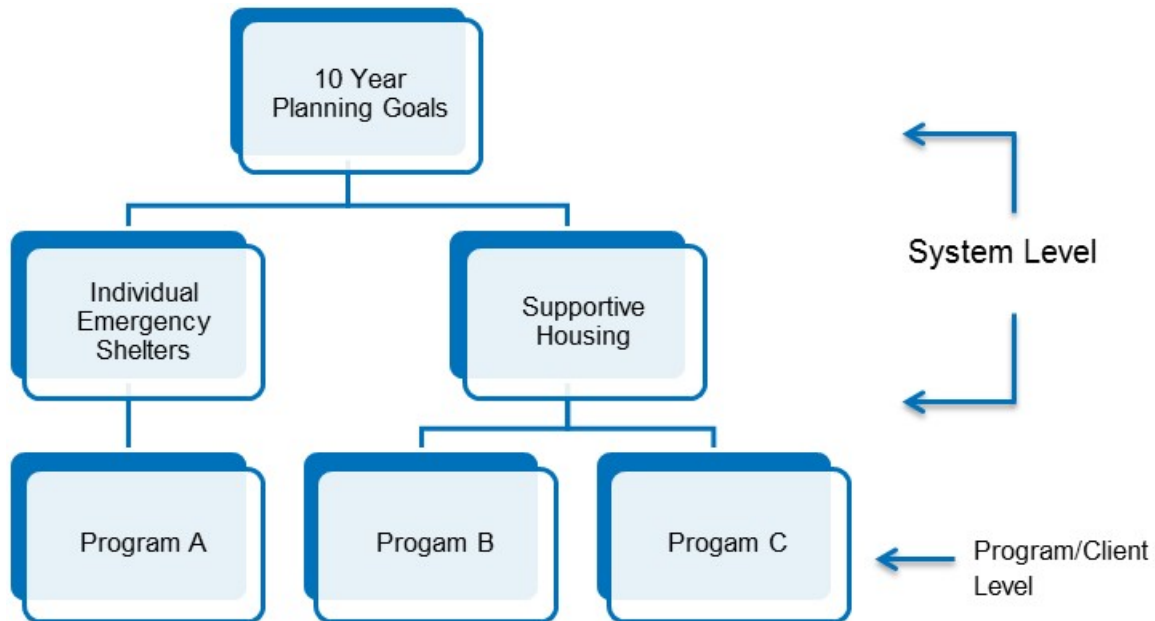 10 Year
Planning Goals
System Level
Individual
Emergency
Shelters
Supportive
Housing
Program A
Progam B
Progam C
Program/Client
Level